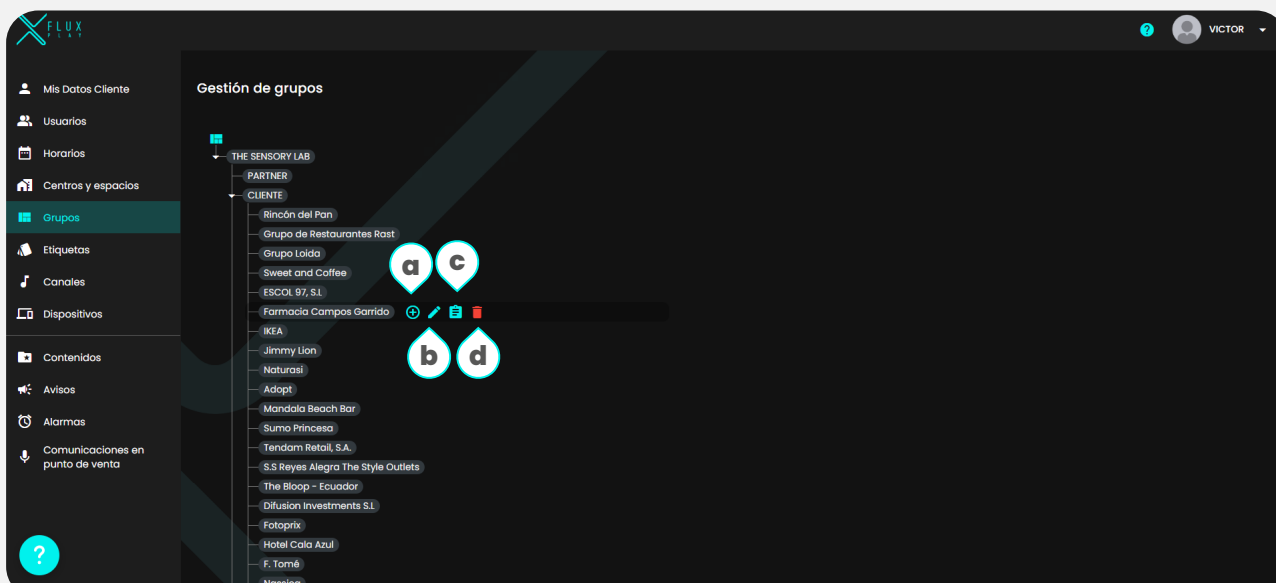 FLUX
PLAY
VICTOR
Mis Datos Cliente
Usuarios
Horarios
Centros y espacios
Grupos
Etiquetas
Canales
Dispositivos
Contenidos
Avisos
Alarmas
Comunicaciones en
punto de venta
?
Gestión de grupos
THE SENSORY LAB
PARTNER
CLIENTE
Rincón del Pan
Grupo de Restaurantes Rast
Grupo Loida
Sweet and Coffee
ESCOL 97, S.L
Farmacia Campos Garrido
a
c
b
d
IKEA
Jimmy Lion
Naturasi
Adopt
Mandala Beach Bar
Sumo Princesa
Tendam Retail, S.A.
S.S Reyes Alegra The Style Outlets
The Bloop - Ecuador
Difusion Investments S.L
Fotoprix
Hotel Cala Azul
F. Tomé